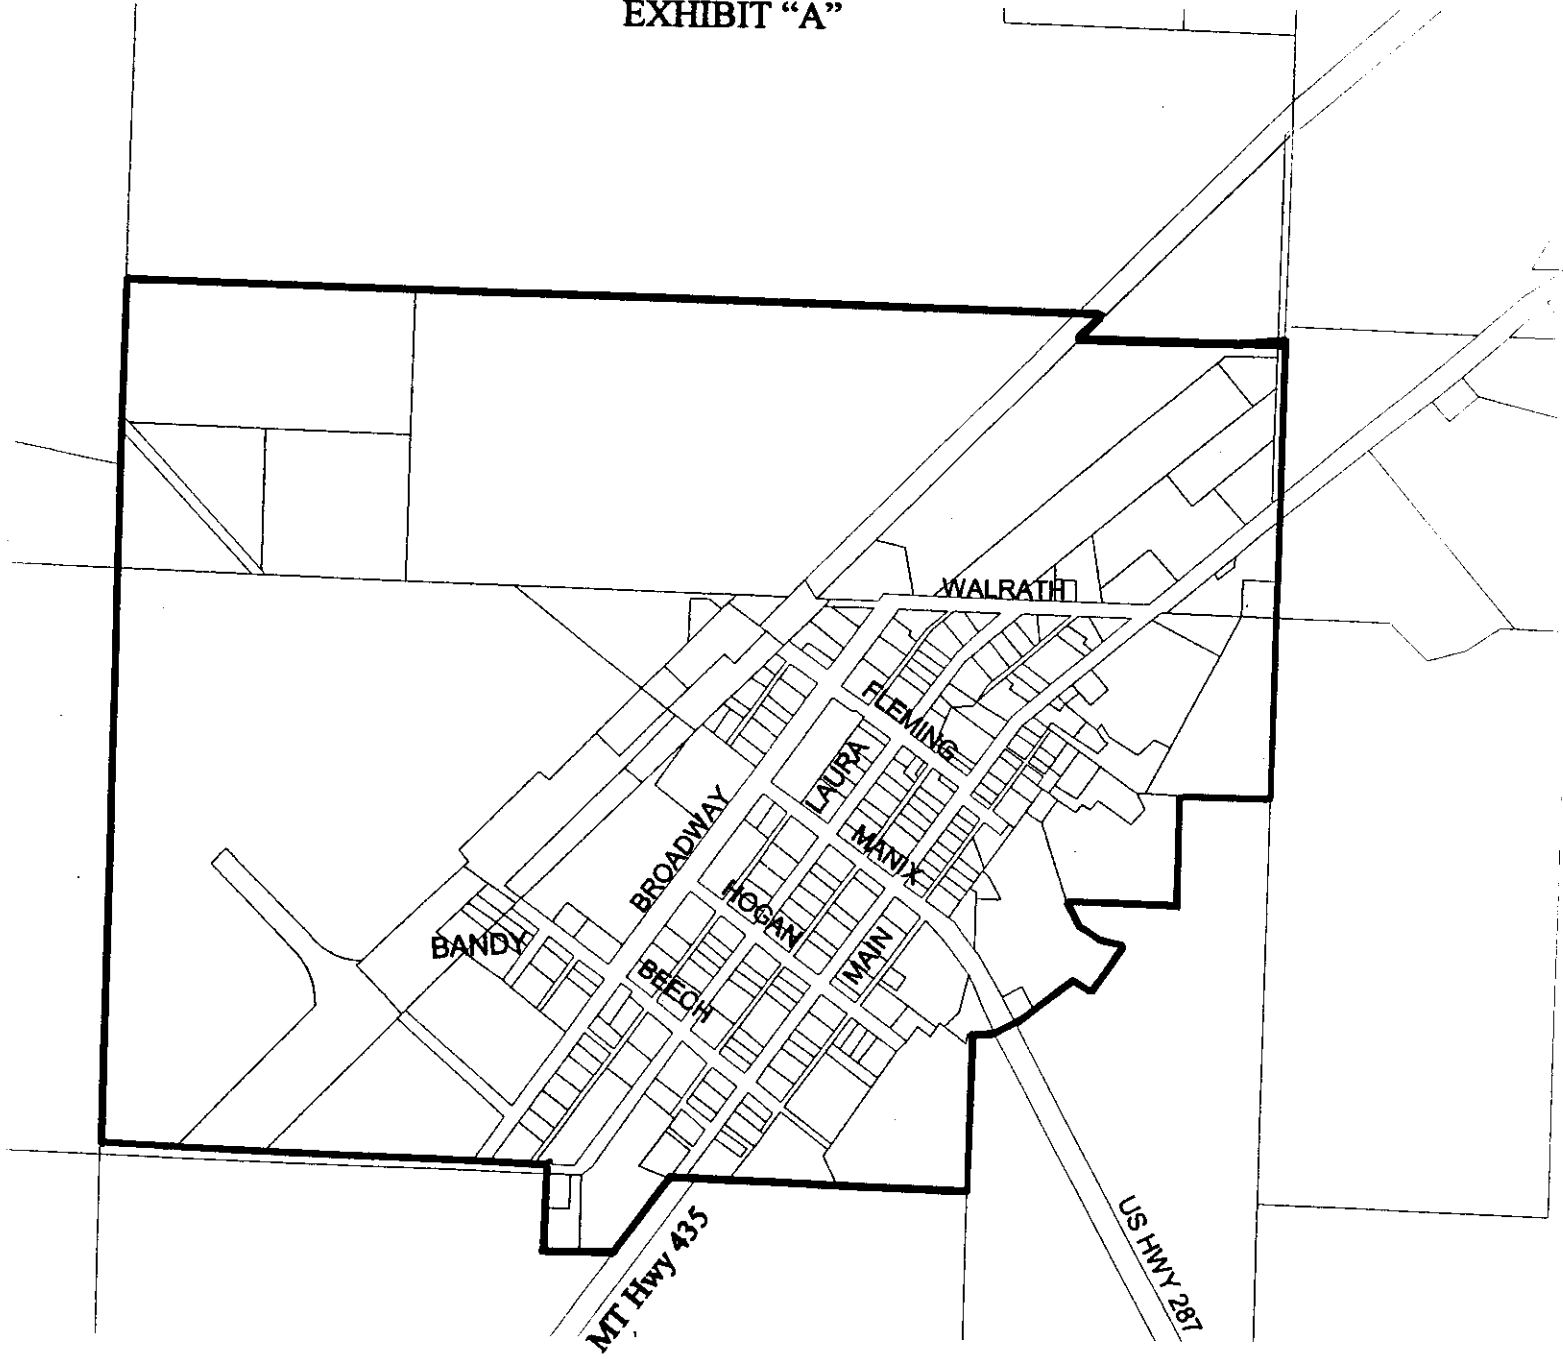 EXHIBIT “A”
WALRATH
FLEMING
LAURA
BROADWAY
MANIX
HOGAN
BANDY
MAIN
BEECH
MT Hwy 435
US HWY 287